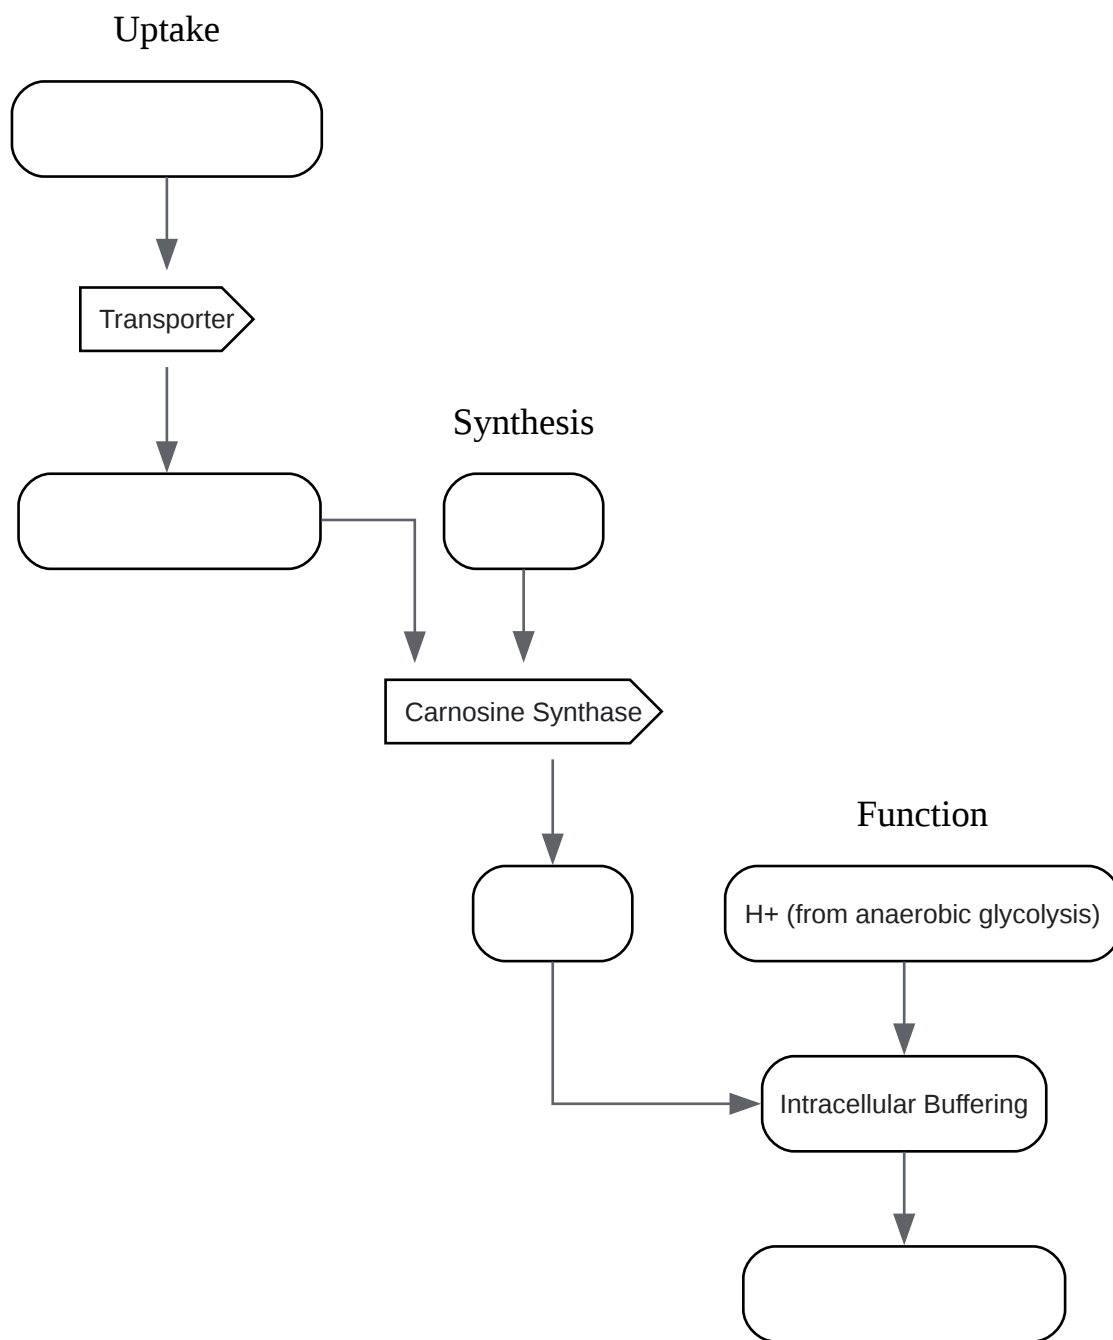 Uptake
Transporter
Synthesis
Carnosine Synthase
Function
H+ (from anaerobic glycolysis)
Intracellular Buffering